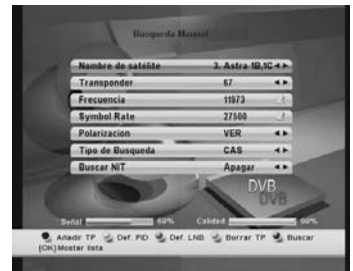 Búsqueda Manual
Nombre de satélite 3. Astra 1B,1C
Transponder 67
Frecuencia 11973
Symbol Rate 27500
Polarizacion VER
Tipo de Busqueda CAS
Buscar NiT Apagar
DVB
DVB
Señal 60% Calidad 90%
Añadir TP Def. PID Def. LNB Borrar TP Buscar
[OK] Mostar lista